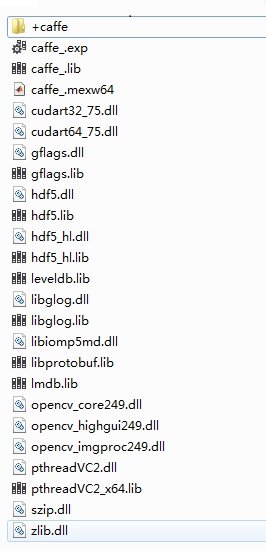 +caffe
caffe_.exp
caffe_.lib
caffe_.mexw64
cudart32_75.dll
cudart64_75.dll
gflags.dll
gflags.lib
hdf5.dll
hdf5.lib
hdf5_hl.dll
hdf5_hl.lib
leveldb.lib
libglog.dll
libglog.lib
libiomp5md.dll
libprotobuf.lib
lmdb.lib
opencv_core249.dll
opencv_highgui249.dll
opencv_imgproc249.dll
pthreadVC2.dll
pthreadVC2_x64.lib
szip.dll
zlib.dll